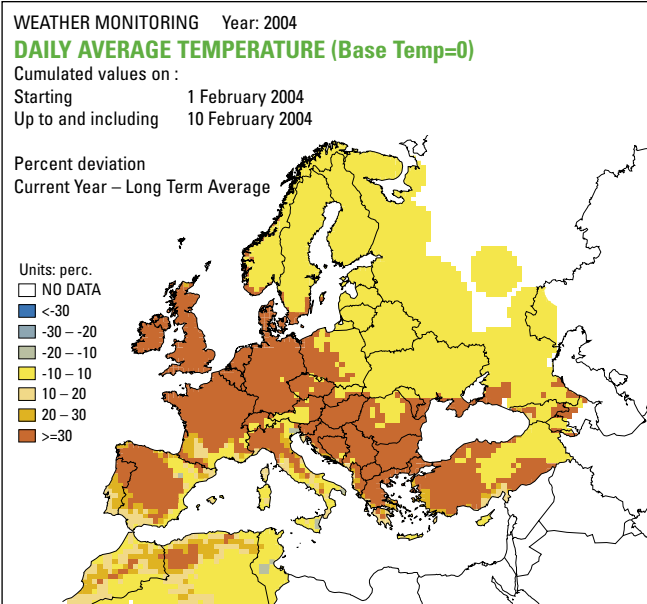 WEATHER MONITORING Year: 2004
DAILY AVERAGE TEMPERATURE (Base Temp=0)
Cumulated values on :
Starting 1 February 2004
Up to and including 10 February 2004
Percent deviation
Current Year – Long Term Average
Units: perc.
NO DATA
<-30
-30 – -20
-20 – -10
-10 – 10
10 – 20
20 – 30
>=30